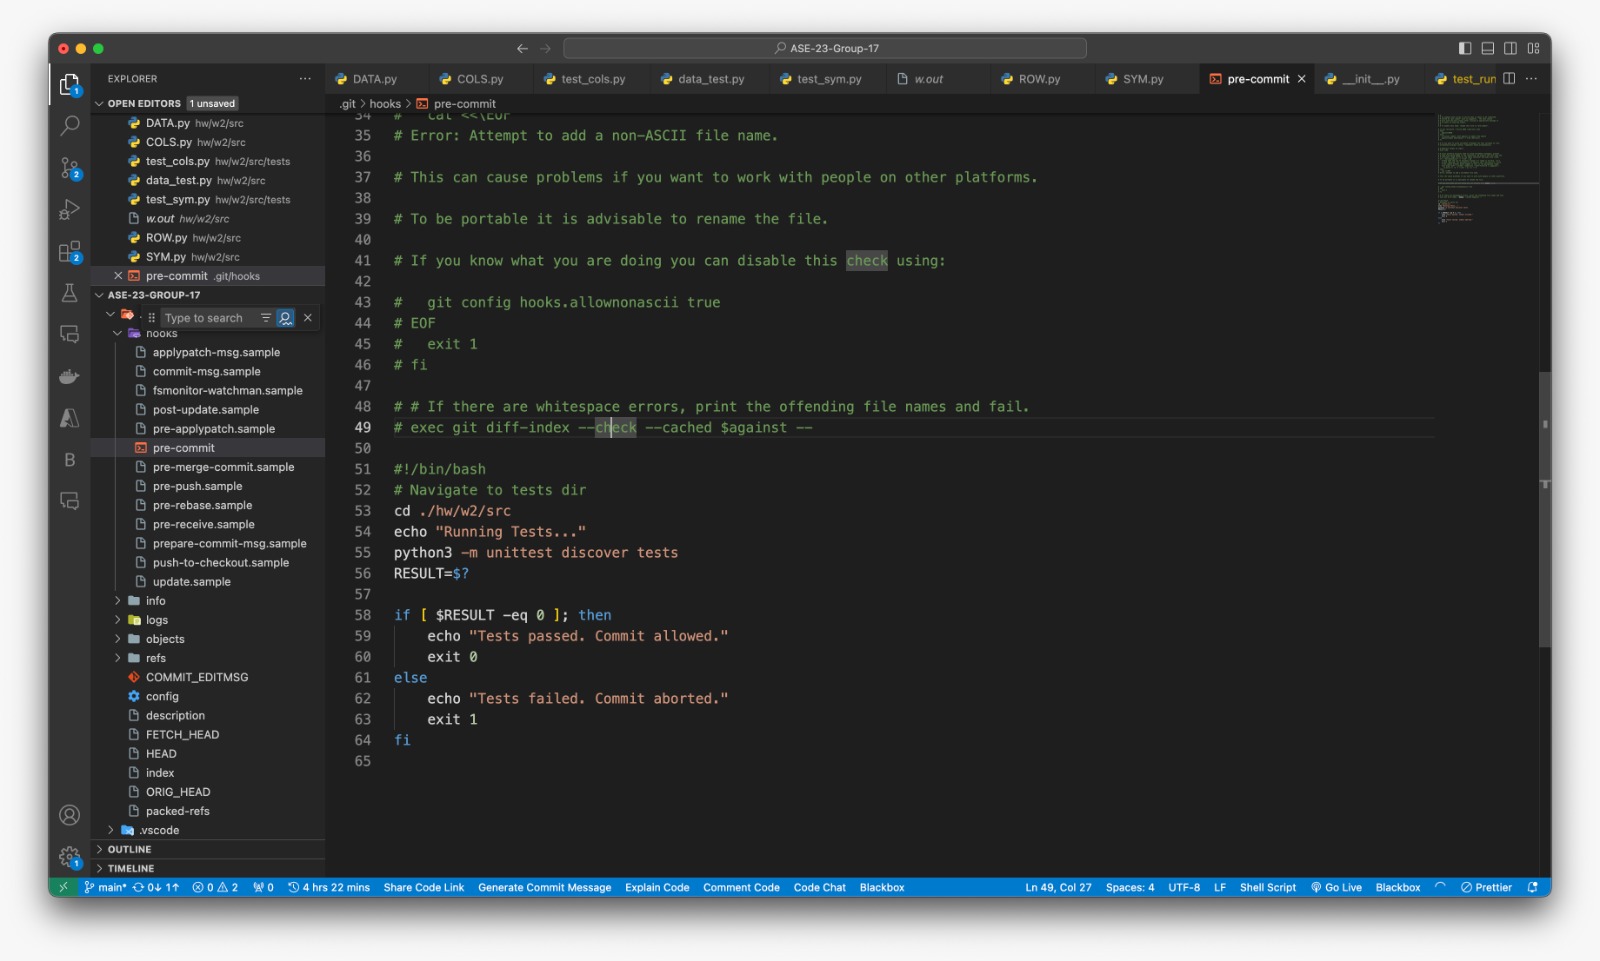 ASE-23-Group-17
EXPLORER
DATA.py
COLS.py
test_cols.py
data_test.py
test_sym.py
w.out
ROW.py
SYM.py
pre-commit
__init__.py
test_run
OPEN EDITORS 1 unsaved
.git > hooks > pre-commit
DATA.py hw/w2/src
COLS.py hw/w2/src
test_cols.py hw/w2/src/tests
data_test.py hw/w2/src
test_sym.py hw/w2/src/tests
w.out hw/w2/src
ROW.py hw/w2/src
SYM.py hw/w2/src
pre-commit .git/hooks
ASE-23-GROUP-17
Type to search
hooks
applypatch-msg.sample
commit-msg.sample
fsmonitor-watchman.sample
post-update.sample
pre-applypatch.sample
pre-commit
pre-merge-commit.sample
pre-push.sample
pre-rebase.sample
pre-receive.sample
prepare-commit-msg.sample
push-to-checkout.sample
update.sample
info
logs
objects
refs
COMMIT_EDITMSG
config
description
FETCH_HEAD
HEAD
index
ORIG_HEAD
packed-refs
.vscode
OUTLINE
TIMELINE
34 #   cat <<\EOF
35 # Error: Attempt to add a non-ASCII file name.
36
37 # This can cause problems if you want to work with people on other platforms.
38
39 # To be portable it is advisable to rename the file.
40
41 # If you know what you are doing you can disable this check using:
42
43 #   git config hooks.allownonascii true
44 # EOF
45 #   exit 1
46 # fi
47
48 # # If there are whitespace errors, print the offending file names and fail.
49 # exec git diff-index --check --cached $against --
50
51 #!/bin/bash
52 # Navigate to tests dir
53 cd ./hw/w2/src
54 echo "Running Tests..."
55 python3 -m unittest discover tests
56 RESULT=$?
57
58 if [ $RESULT -eq 0 ]; then
59     echo "Tests passed. Commit allowed."
60     exit 0
61 else
62     echo "Tests failed. Commit aborted."
63     exit 1
64 fi
65
1
2
2
B
1
main* 0↓ 1↑ 0 2 0 4 hrs 22 mins Share Code Link Generate Commit Message Explain Code Comment Code Code Chat Blackbox Ln 49, Col 27 Spaces: 4 UTF-8 LF Shell Script Go Live Blackbox Prettier